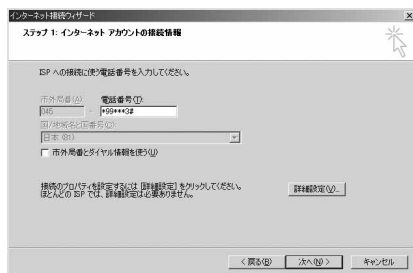 インターネット接続ウィザード
ステップ 1: インターネット アカウントの接続情報
ISP への接続に使う電話番号を入力してください。
市外局番(A) 電話番号(T):
045 - *99***3#
国/地域名と国番号(C)
日本 (81)
市外局番とダイヤル情報を使う(U)
接続のプロパティを設定するには [詳細設定] をクリックしてください。
ほとんどの ISP では、詳細設定は必要ありません。
詳細設定(V)...
< 戻る(B) 次へ(N) > キャンセル